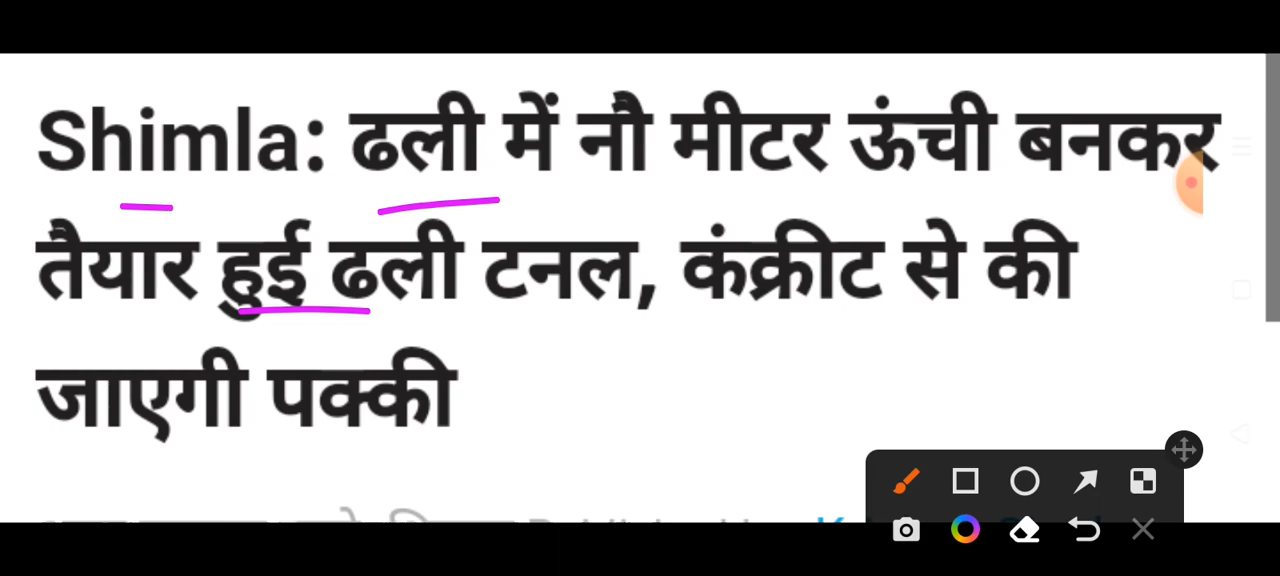 Shimla: ढली में नौ मीटर ऊंची बनकर
तैयार हुई ढली टनल, कंक्रीट से की
जाएगी पक्की